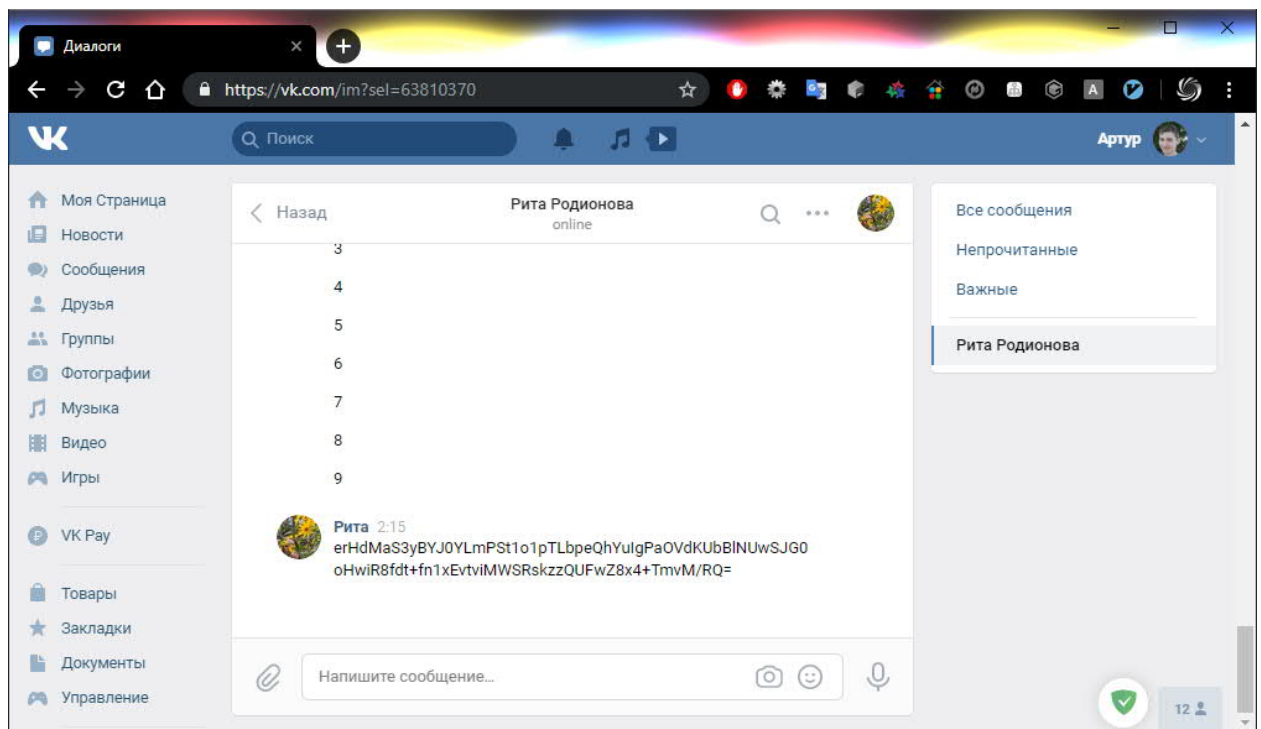 Диалоги
https://vk.com/im?sel=63810370
Поиск
Артур
Моя Страница
Новости
Сообщения
Друзья
Группы
Фотографии
Музыка
Видео
Игры
VK Pay
Товары
Закладки
Документы
Управление
Назад
Рита Родионова
online
3
4
5
6
7
8
9
Рита 2:15
erHdMaS3yBYJ0YLmPSt1o1pTLbpeQhYuIgPaOVdKUbBlNUwSJG0
oHwiR8fdt+fn1xEvtviMWSRskzzQUFwZ8x4+TmvM/RQ=
Напишите сообщение...
Все сообщения
Непрочитанные
Важные
Рита Родионова
12